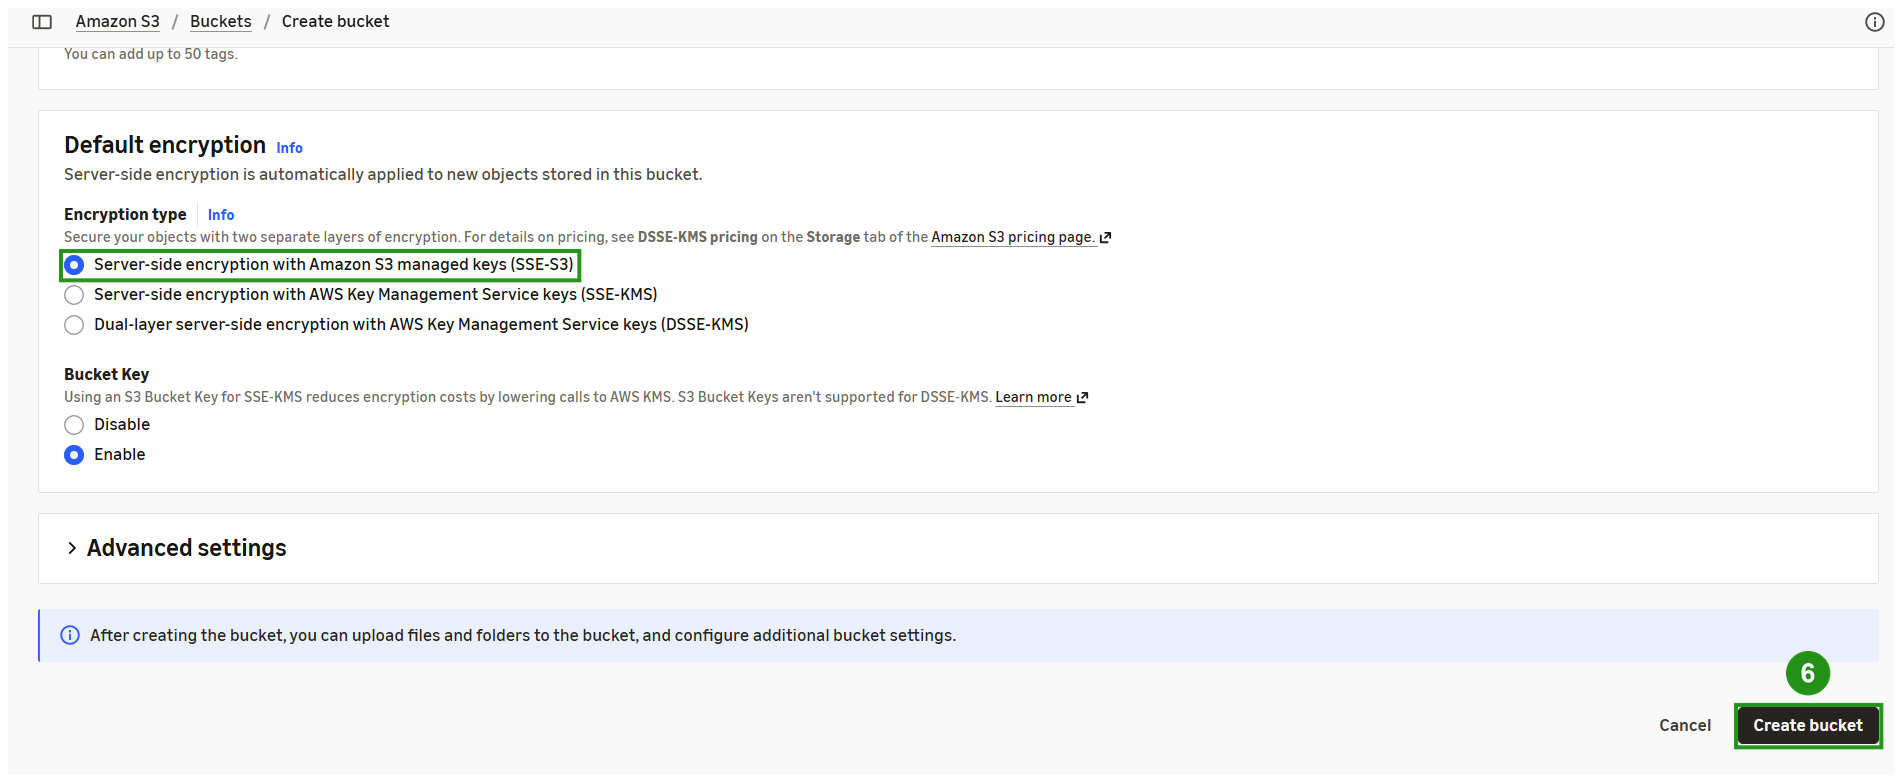 Amazon S3 / Buckets / Create bucket
You can add up to 50 tags.
Default encryption Info
Server-side encryption is automatically applied to new objects stored in this bucket.
Encryption type Info
Secure your objects with two separate layers of encryption. For details on pricing, see DSSE-KMS pricing on the Storage tab of the Amazon S3 pricing page.
Server-side encryption with Amazon S3 managed keys (SSE-S3)
Server-side encryption with AWS Key Management Service keys (SSE-KMS)
Dual-layer server-side encryption with AWS Key Management Service keys (DSSE-KMS)
Bucket Key
Using an S3 Bucket Key for SSE-KMS reduces encryption costs by lowering calls to AWS KMS. S3 Bucket Keys aren't supported for DSSE-KMS. Learn more
Disable
Enable
Advanced settings
After creating the bucket, you can upload files and folders to the bucket, and configure additional bucket settings.
6
Cancel Create bucket